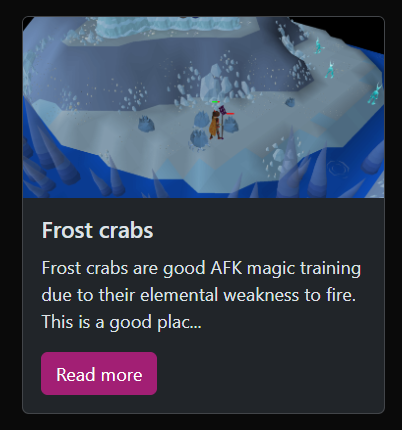 Frost crabs
Frost crabs are good AFK magic training
due to their elemental weakness to fire.
This is a good plac...
Read more